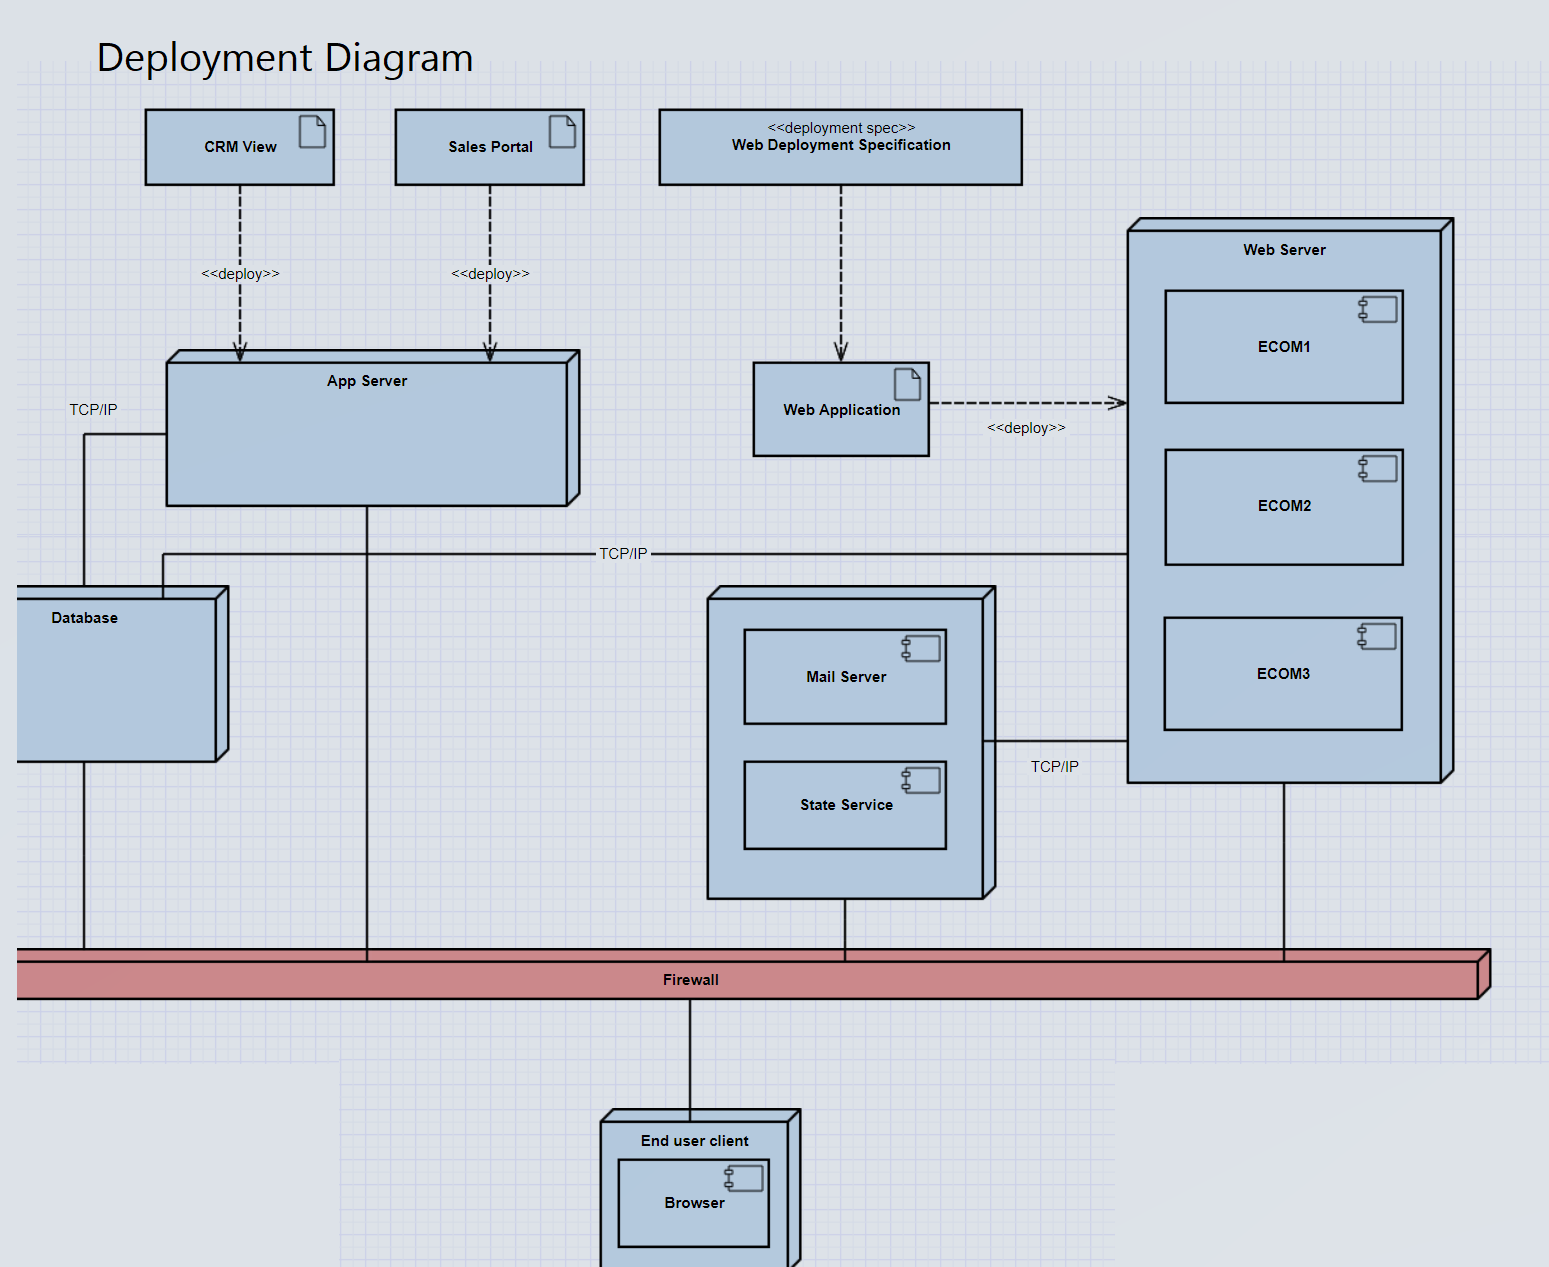 Deployment Diagram
CRM View
Sales Portal
<<deployment spec>>
Web Deployment Specification
Web Server
<<deploy>>
<<deploy>>
ECOM1
App Server
TCP/IP
Web Application
<<deploy>>
ECOM2
TCP/IP
Database
Mail Server
ECOM3
TCP/IP
State Service
Firewall
End user client
Browser